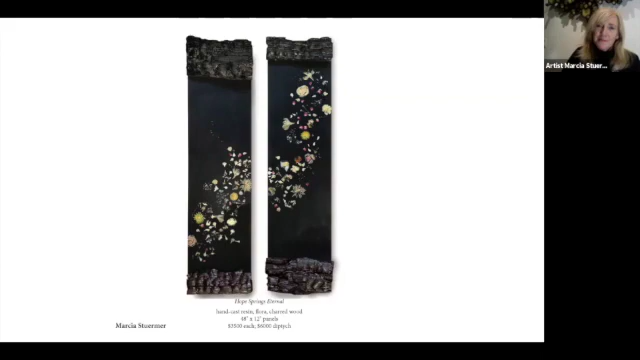 Artist Marcia Stuer...
Hope Springs Eternal
hand-cast resin, flora, charred wood
48" x 12" panels
$3500 each, $6000 diptych
Marcia Stuermer